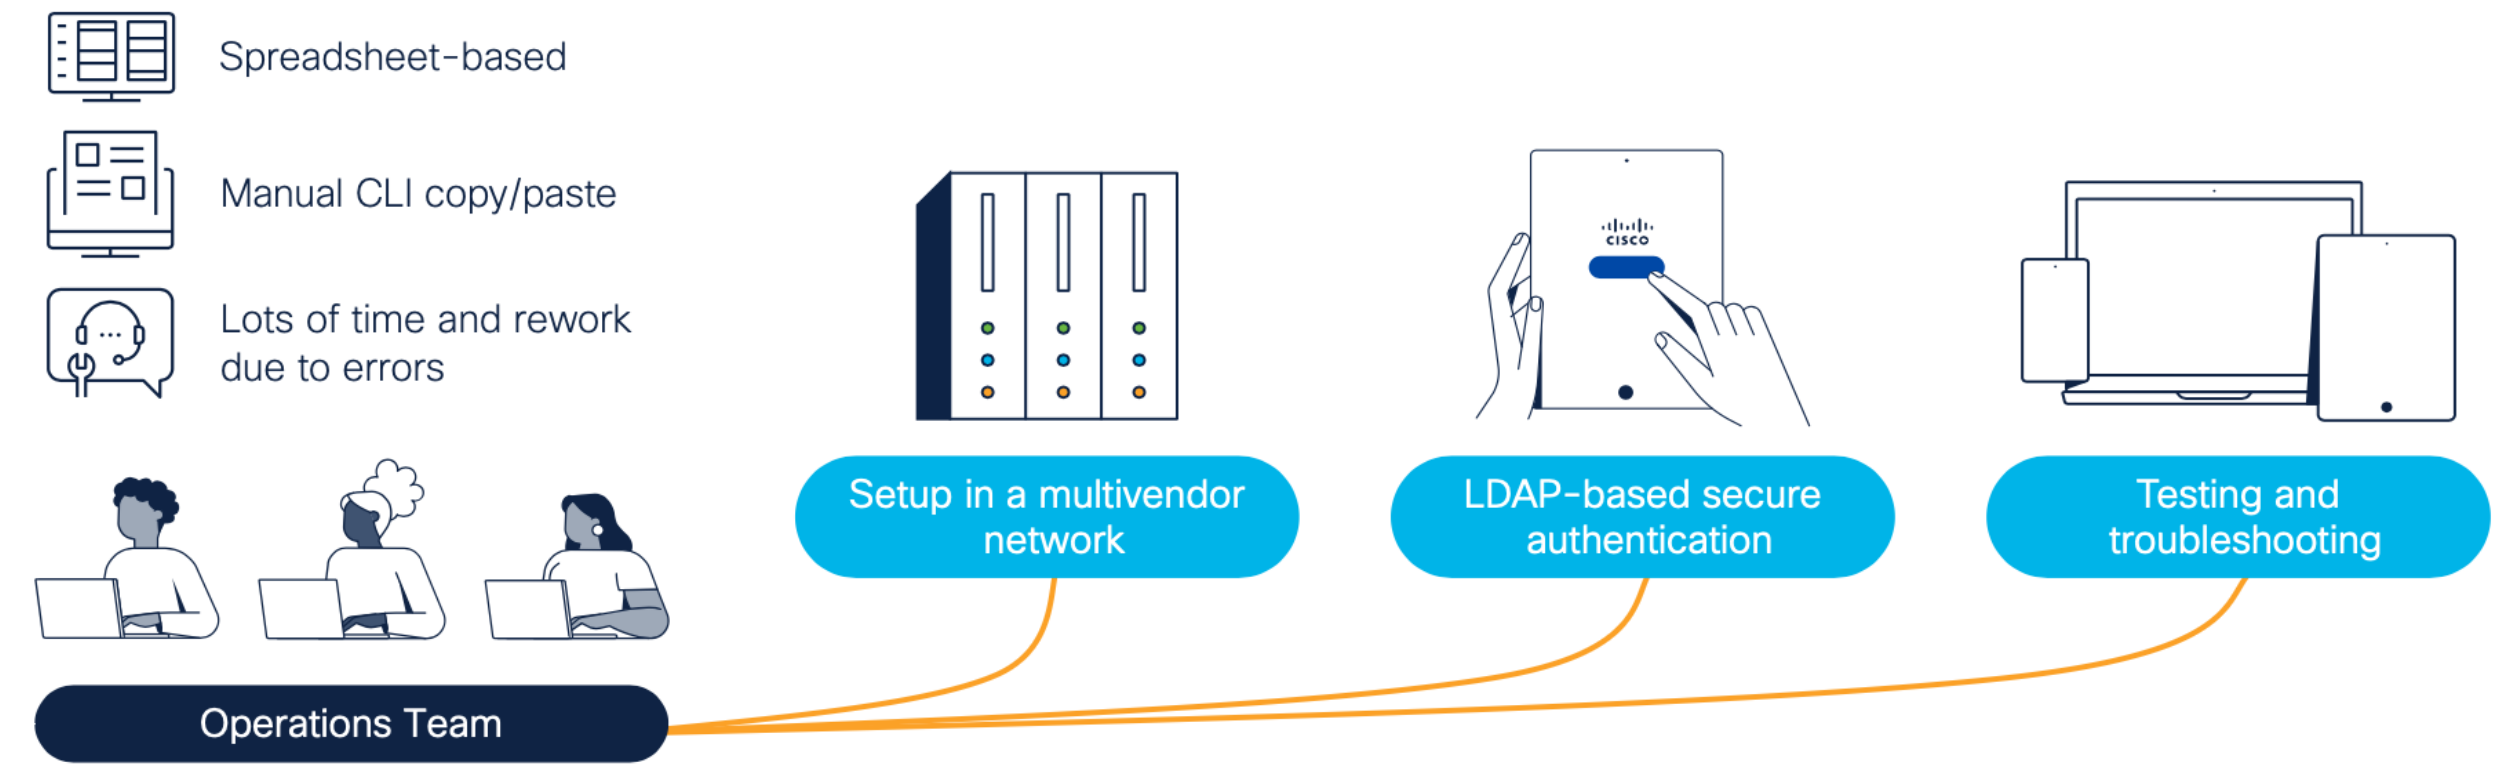 Spreadsheet-based
Manual CLI copy/paste
Lots of time and rework
due to errors
Operations Team
Setup in a multivendor
network
CISCO
LDAP-based secure
authentication
Testing and
troubleshooting